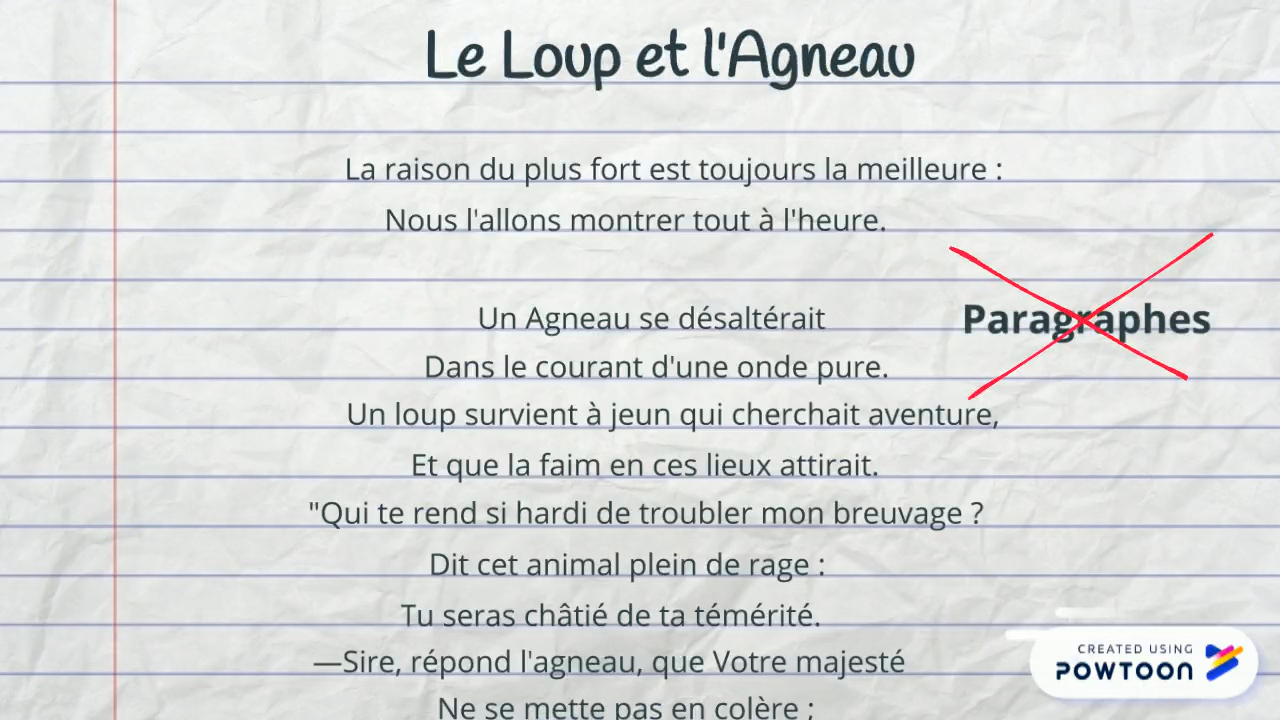 Le Loup et l'Agneau
La raison du plus fort est toujours la meilleure :
Nous l'allons montrer tout à l'heure.
Un Agneau se désaltérait
Paragraphes
Dans le courant d'une onde pure.
Un loup survient à jeun qui cherchait aventure,
Et que la faim en ces lieux attirait.
"Qui te rend si hardi de troubler mon breuvage ?
Dit cet animal plein de rage :
Tu seras châtié de ta témérité.
—Sire, répond l'agneau, que Votre majesté
Ne se mette pas en colère ;
CREATED USING
POWTOON